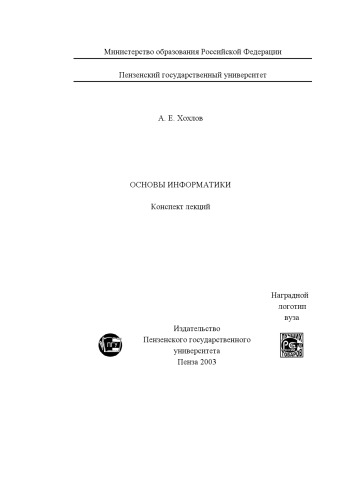 Министерство образования Российской Федерации
Пензенский государственный университет
А. Е. Хохлов
ОСНОВЫ ИНФОРМАТИКИ
Конспект лекций
Наградной
логотип
вуза
Издательство
Пензенского государственного
университета
Пенза 2003